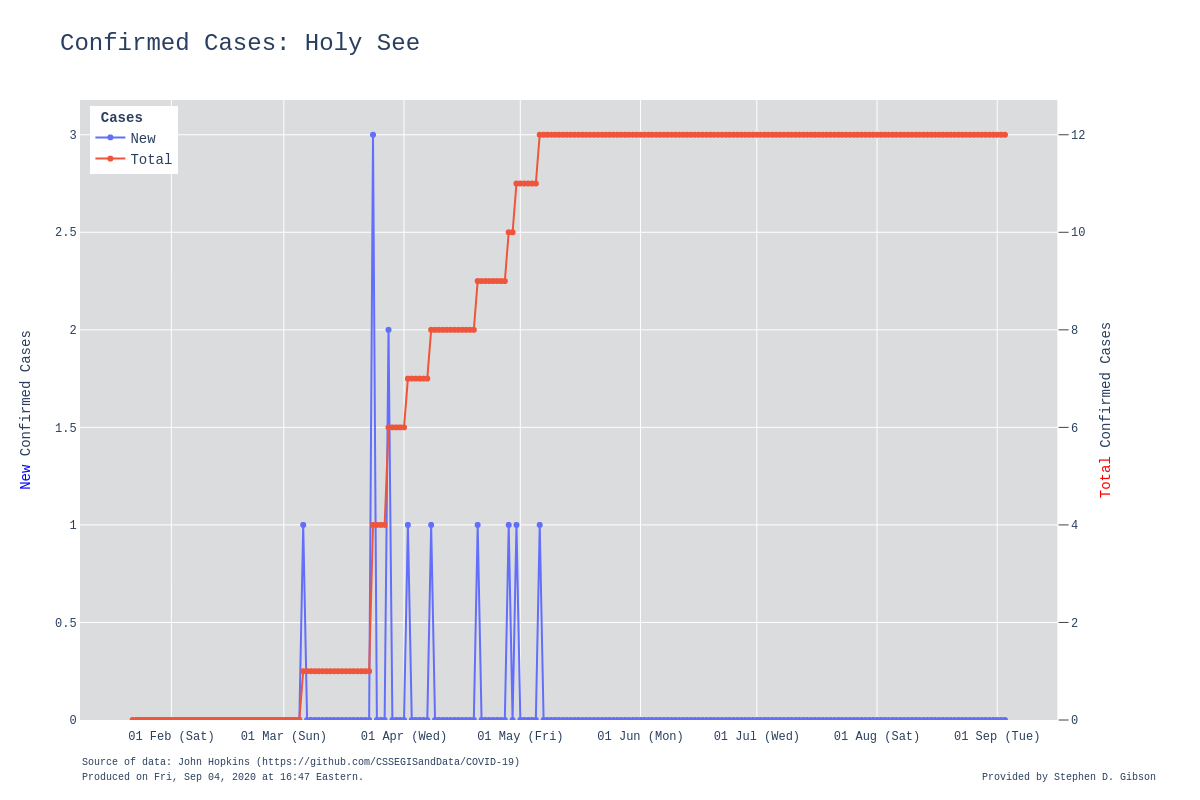 Confirmed Cases: Holy See
Cases
New
Total
3
2.5
2
1.5
1
0.5
0
New Confirmed Cases
12
10
8
6
4
2
0
Total Confirmed Cases
01 Feb (Sat) 01 Mar (Sun) 01 Apr (Wed) 01 May (Fri) 01 Jun (Mon) 01 Jul (Wed) 01 Aug (Sat) 01 Sep (Tue)
Source of data: John Hopkins (https://github.com/CSSEGISandData/COVID-19)
Produced on Fri, Sep 04, 2020 at 16:47 Eastern.
Provided by Stephen D. Gibson